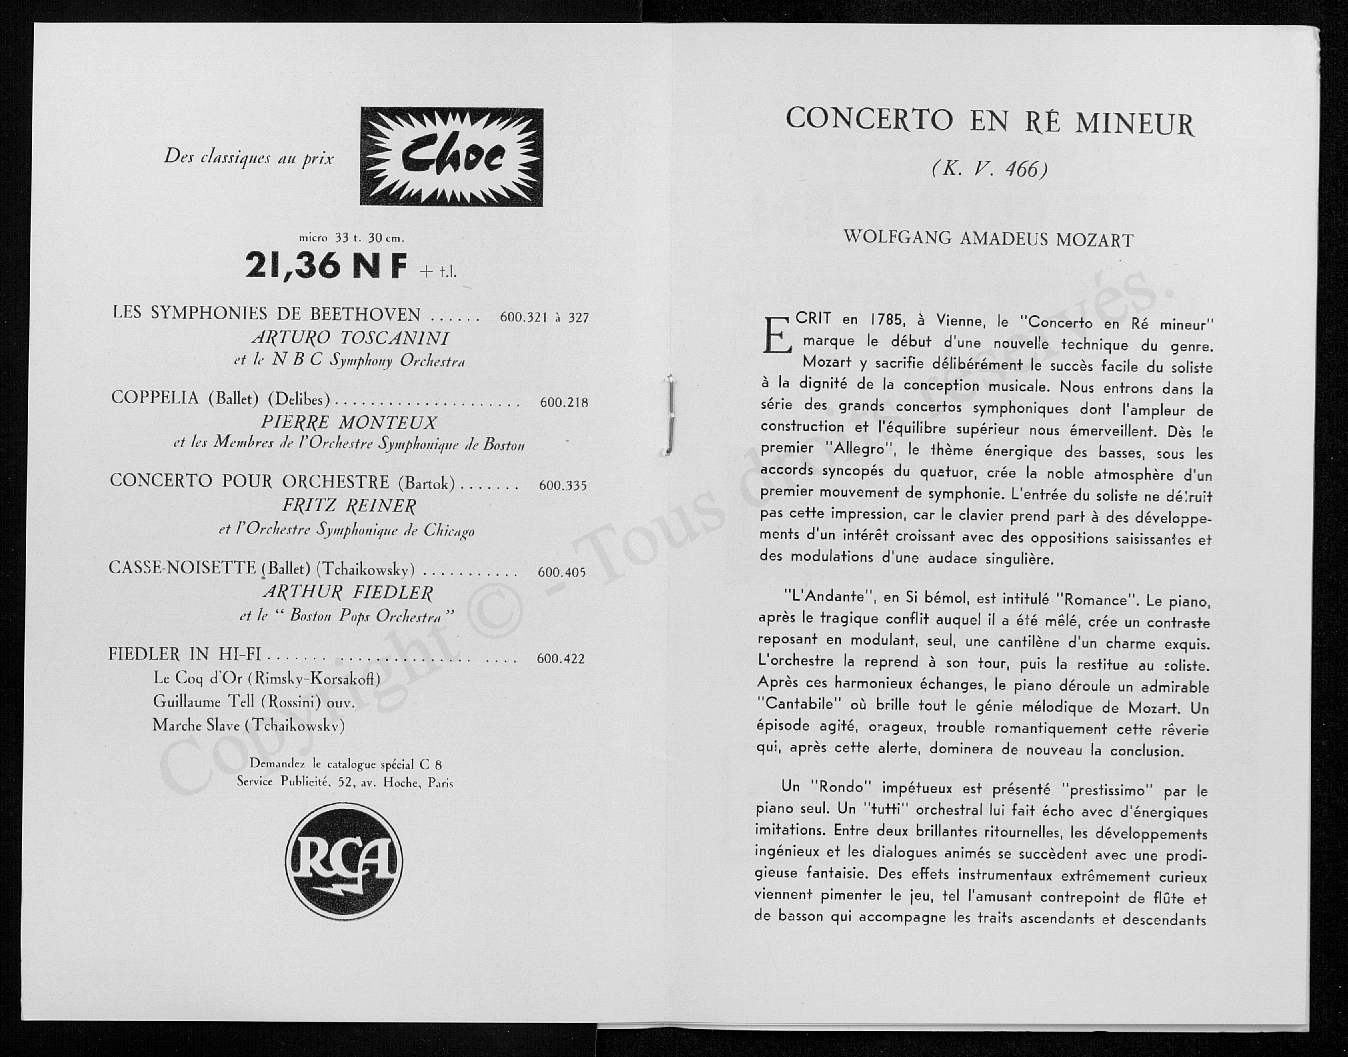 Des classiques au prix
Choc
micro 33 t. 30 cm.
21,36 NF + t.l.
LES SYMPHONIES DE BEETHOVEN ...... 600.321 à 327
ARTURO TOSCANINI
et le N B C Symphony Orchestra
COPPELIA (Ballet) (Delibes) ..................... 600.218
PIERRE MONTEUX
et les Membres de l'Orchestre Symphonique de Boston
CONCERTO POUR ORCHESTRE (Bartok) ....... 600.335
FRITZ REINER
et l'Orchestre Symphonique de Chicago
CASSE-NOISETTE (Ballet) (Tchaikowsky) ........... 600.405
ARTHUR FIEDLER
et le “ Boston Pops Orchestra ”
FIEDLER IN HI-FI ........................... 600.422
Le Coq d'Or (Rimsky-Korsakoff)
Guillaume Tell (Rossini) ouv.
Marche Slave (Tchaikowsky)
Demandez le catalogue spécial C 8
Service Publicité, 52, av. Hoche, Paris
RCA
CONCERTO EN RÉ MINEUR
(K. V. 466)
WOLFGANG AMADEUS MOZART
ECRIT en 1785, à Vienne, le "Concerto en Ré mineur"
marque le début d'une nouvelle technique du genre.
Mozart y sacrifie délibérément le succès facile du soliste
à la dignité de la conception musicale. Nous entrons dans la
série des grands concertos symphoniques dont l'ampleur de
construction et l'équilibre supérieur nous émerveillent. Dès le
premier "Allegro", le thème énergique des basses, sous les
accords syncopés du quatuor, crée la noble atmosphère d'un
premier mouvement de symphonie. L'entrée du soliste ne détruit
pas cette impression, car le clavier prend part à des développe-
ments d'un intérêt croissant avec des oppositions saisissantes et
des modulations d'une audace singulière.
"L'Andante", en Si bémol, est intitulé "Romance". Le piano,
après le tragique conflit auquel il a été mêlé, crée un contraste
reposant en modulant, seul, une cantilène d'un charme exquis.
L'orchestre la reprend à son tour, puis la restitue au soliste.
Après ces harmonieux échanges, le piano déroule un admirable
"Cantabile" où brille tout le génie mélodique de Mozart. Un
épisode agité, orageux, trouble romantiquement cette rêverie
qui, après cette alerte, dominera de nouveau la conclusion.
Un "Rondo" impétueux est présenté "prestissimo" par le
piano seul. Un "tutti" orchestral lui fait écho avec d'énergiques
imitations. Entre deux brillantes ritournelles, les développements
ingénieux et les dialogues animés se succèdent avec une prodi-
gieuse fantaisie. Des effets instrumentaux extrêmement curieux
viennent pimenter le jeu, tel l'amusant contrepoint de flûte et
de basson qui accompagne les traits ascendants et descendants
Copyright © - Tous droits réservés.